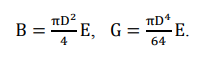 B = πD²/4 E, G = πD⁴/64 E.